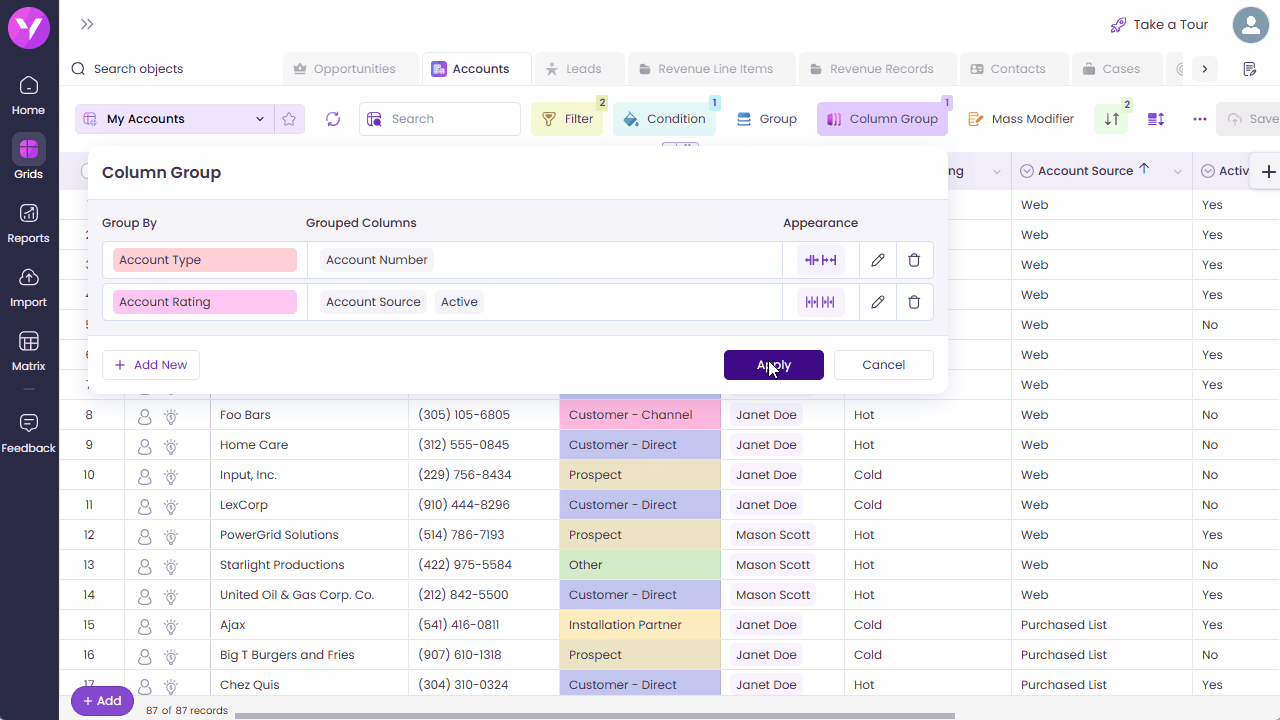 Take a Tour
Search objects
Opportunities
Accounts
Leads
Revenue Line Items
Revenue Records
Contacts
Cases
My Accounts
Search
Filter
2
Condition
1
Group
Column Group
1
Mass Modifier
2
Save
Home
Grids
Reports
Import
Matrix
Feedback
Column Group
Group By
Grouped Columns
Appearance
Account Type
Account Number
Account Rating
Account Source
Active
Add New
Apply
Cancel
ng
Account Source
Activ
Web Yes
Web Yes
Web Yes
Web Yes
Web No
Web Yes
Web Yes
8 Foo Bars (305) 105-6805 Customer - Channel Janet Doe Hot Web No
9 Home Care (312) 555-0845 Customer - Direct Janet Doe Hot Web No
10 Input, Inc. (229) 756-8434 Prospect Janet Doe Cold Web No
11 LexCorp (910) 444-8296 Customer - Direct Janet Doe Cold Web No
12 PowerGrid Solutions (514) 786-7193 Prospect Mason Scott Hot Web Yes
13 Starlight Productions (422) 975-5584 Other Mason Scott Hot Web No
14 United Oil & Gas Corp. Co. (212) 842-5500 Customer - Direct Mason Scott Hot Web Yes
15 Ajax (541) 416-0811 Installation Partner Janet Doe Cold Purchased List Yes
16 Big T Burgers and Fries (907) 610-1318 Prospect Janet Doe Cold Purchased List No
17 Chez Quis (304) 310-0324 Customer - Direct Janet Doe Hot Purchased List Yes
+ Add
87 of 87 records